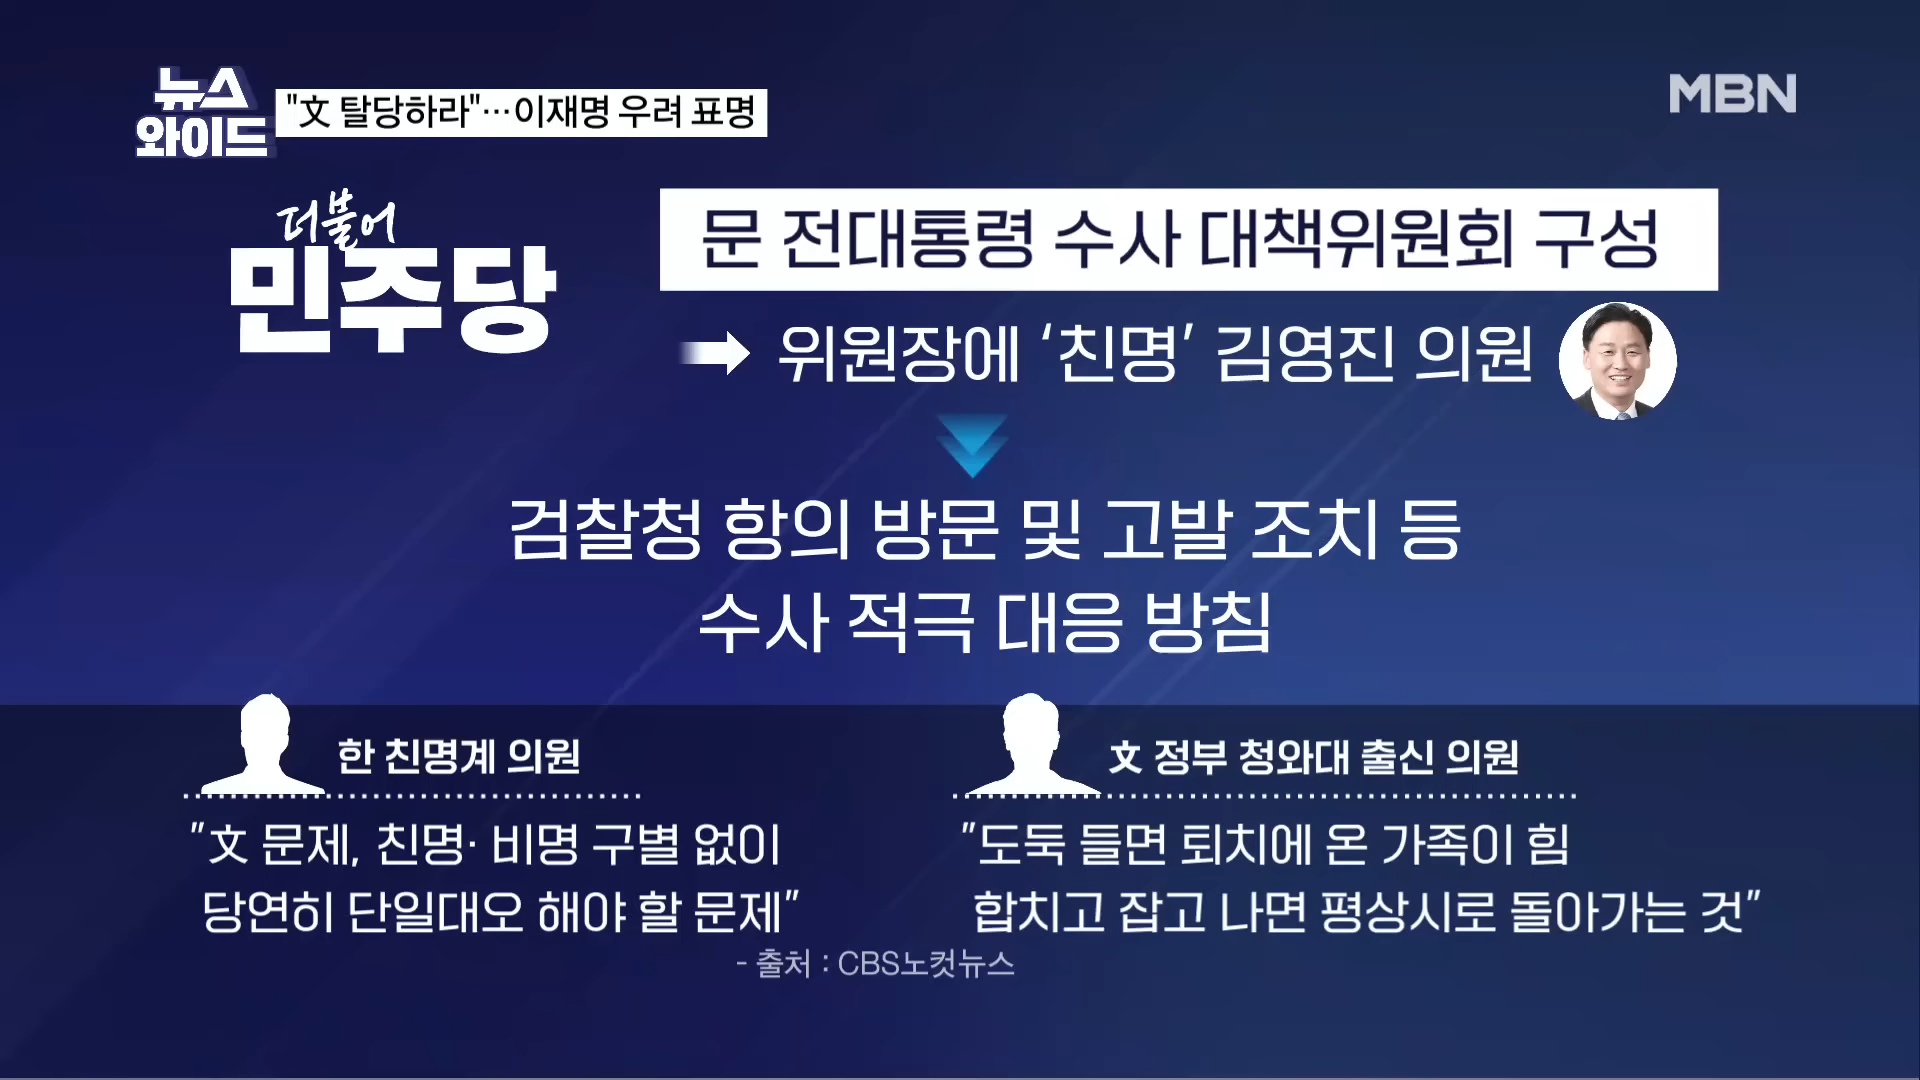 뉴스
와이드
"文 탈당하라"…이재명 우려 표명
MBN
더불어
민주당
문 전대통령 수사 대책위원회 구성
위원장에 ‘친명’ 김영진 의원
검찰청 항의 방문 및 고발 조치 등
수사 적극 대응 방침
한 친명계 의원
"文 문제, 친명· 비명 구별 없이
당연히 단일대오 해야 할 문제"
文 정부 청와대 출신 의원
"도둑 들면 퇴치에 온 가족이 힘
합치고 잡고 나면 평상시로 돌아가는 것"
- 출처 : CBS노컷뉴스